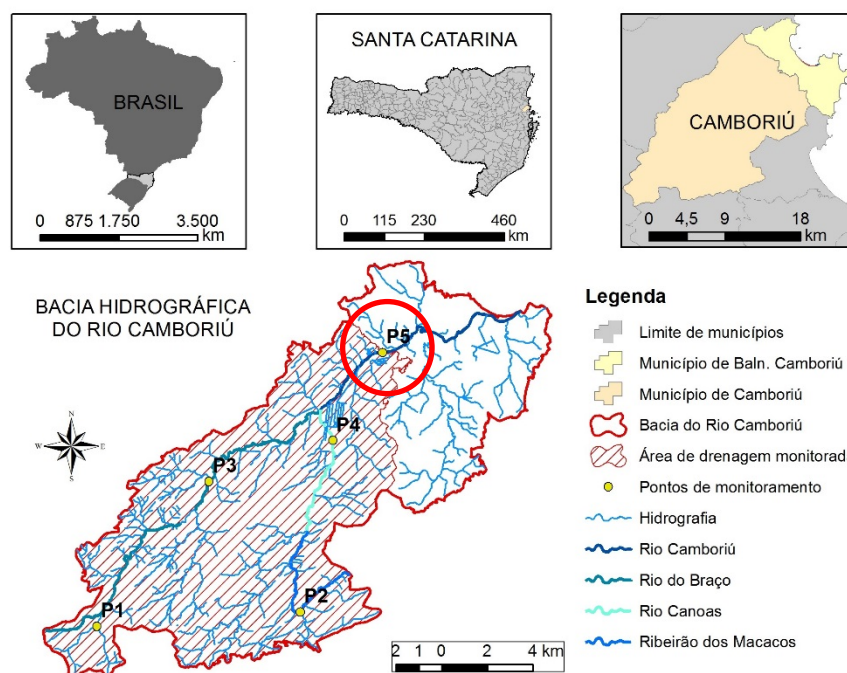 BRASIL
0 875 1.750 3.500
km
SANTA CATARINA
0 115 230 460
km
CAMBORIÚ
0 4,5 9 18
km
BACIA HIDROGRÁFICA
DO RIO CAMBORIÚ
N
W E
S
P5
P4
P3
P2
P1
2 1 0 2 4 km
Legenda
Limite de municípios
Município de Baln. Camboriú
Município de Camboriú
Bacia do Rio Camboriú
Área de drenagem monitorad
Pontos de monitoramento
Hidrografia
Rio Camboriú
Rio do Braço
Rio Canoas
Ribeirão dos Macacos